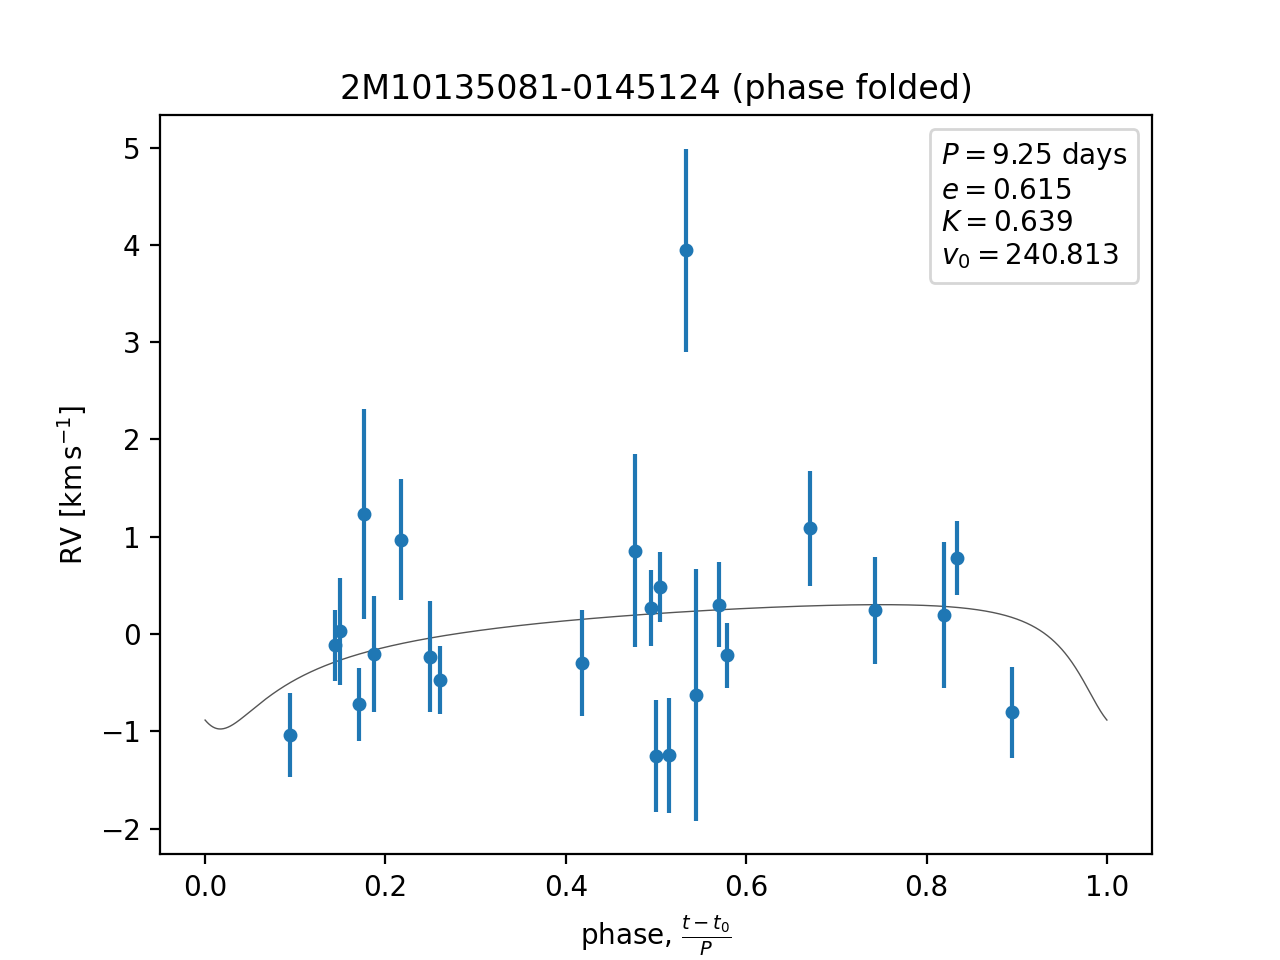 2M10135081-0145124 (phase folded)
P = 9.25 days
e = 0.615
K = 0.639
v₀ = 240.813
RV [km s⁻¹]
5
4
3
2
1
0
−1
−2
0.0 0.2 0.4 0.6 0.8 1.0
phase, (t − t₀)/P